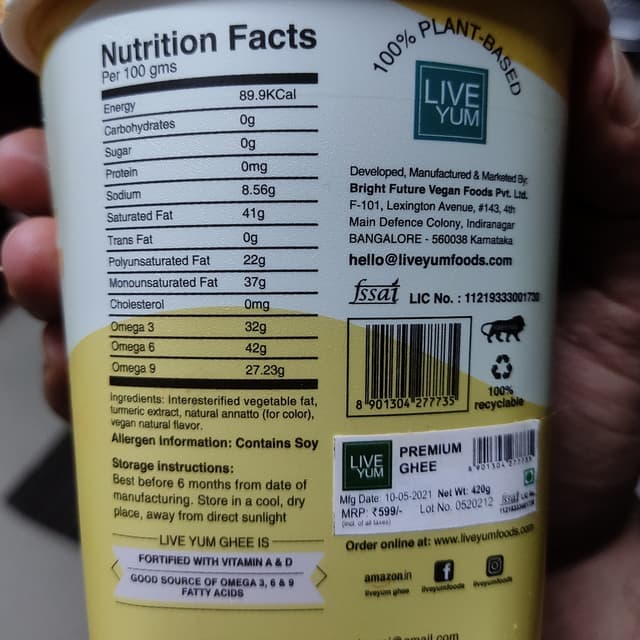 Nutrition Facts
Per 100 gms
Energy 89.9KCal
Carbohydrates 0g
Sugar 0g
Protein 0mg
Sodium 8.56g
Saturated Fat 41g
Trans Fat 0g
Polyunsaturated Fat 22g
Monounsaturated Fat 37g
Cholesterol 0mg
Omega 3 32g
Omega 6 42g
Omega 9 27.23g
Ingredients: Interesterified vegetable fat,
turmeric extract, natural annatto (for color),
vegan natural flavor.
Allergen Information: Contains Soy
Storage instructions:
Best before 6 months from date of
manufacturing. Store in a cool, dry
place, away from direct sunlight
LIVE YUM GHEE IS
FORTIFIED WITH VITAMIN A & D
GOOD SOURCE OF OMEGA 3, 6 & 9
FATTY ACIDS
100% PLANT-BASED
LIVE
YUM
Developed, Manufactured & Marketed By:
Bright Future Vegan Foods Pvt. Ltd.
F-101, Lexington Avenue, #143, 4th
Main Defence Colony, Indiranagar
BANGALORE - 560038 Karnataka
hello@liveyumfoods.com
fssai LIC No. : 11219333001730
8 901304 277735
100%
recyclable
LIVE
YUM
PREMIUM
GHEE
8 901304 277735
Mfg Date: 10-05-2021 Net Wt: 420g
MRP: ₹599/- Lot No. 0520212
(incl. of all taxes)
fssai
Order online at: www.liveyumfoods.com
amazon.in
liveyum ghee liveyumfoods liveyumfoods